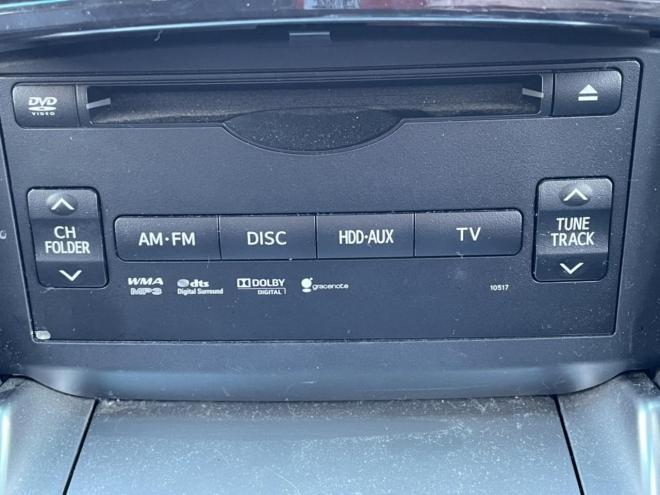 DVD
VIDEO
CH
FOLDER
AM·FM
DISC
HDD·AUX
TV
TUNE
TRACK
WMA
MP3
dts
Digital Surround
DOLBY
DIGITAL
gracenote
10517